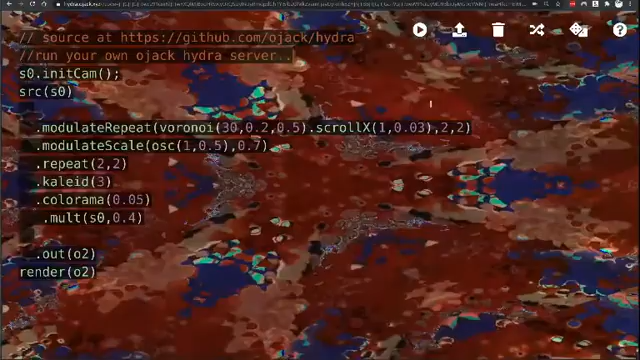 // source at https://github.com/ojack/hydra
//run your own ojack hydra server..
s0.initCam();
src(s0)
.modulateRepeat(voronoi(30,0.2,0.5).scrollX(1,0.03),2,2)
.modulateScale(osc(1,0.5),0.7)
.repeat(2,2)
.kaleid(3)
.colorama(0.05)
.mult(s0,0.4)
.out(o2)
render(o2)